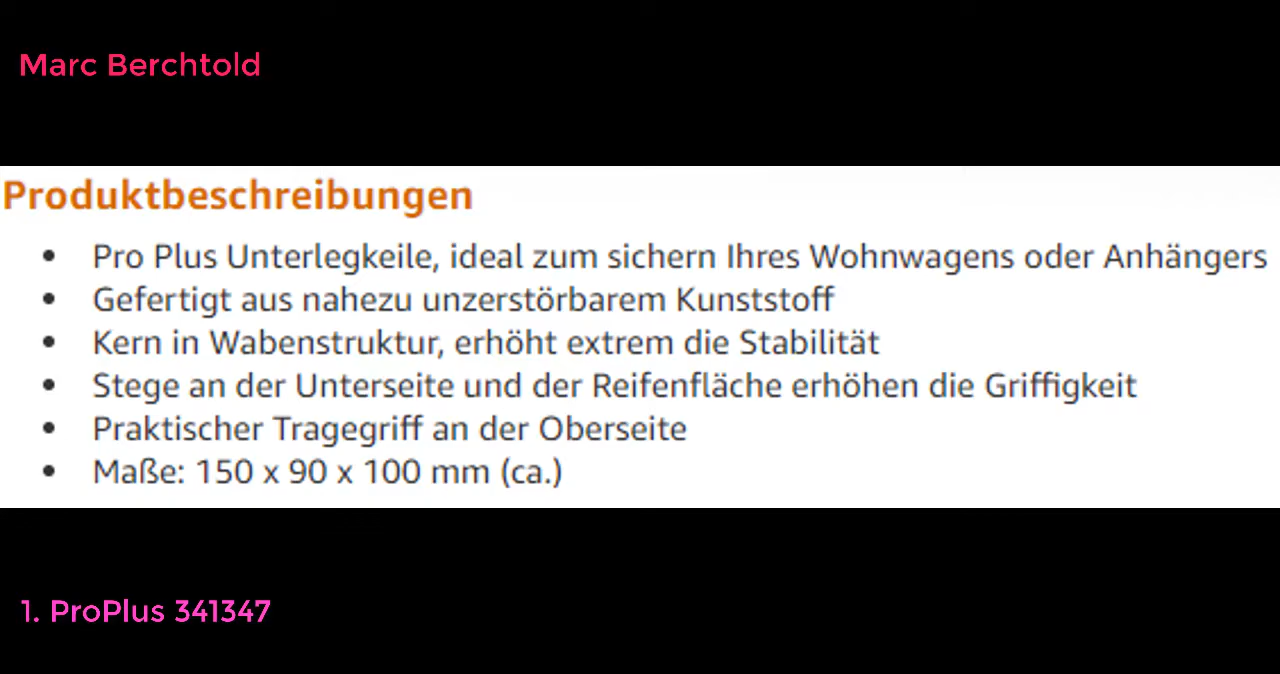 Marc Berchtold
Produktbeschreibungen
• Pro Plus Unterlegkeile, ideal zum sichern Ihres Wohnwagens oder Anhängers
• Gefertigt aus nahezu unzerstörbarem Kunststoff
• Kern in Wabenstruktur, erhöht extrem die Stabilität
• Stege an der Unterseite und der Reifenfläche erhöhen die Griffigkeit
• Praktischer Tragegriff an der Oberseite
• Maße: 150 x 90 x 100 mm (ca.)
1. ProPlus 341347